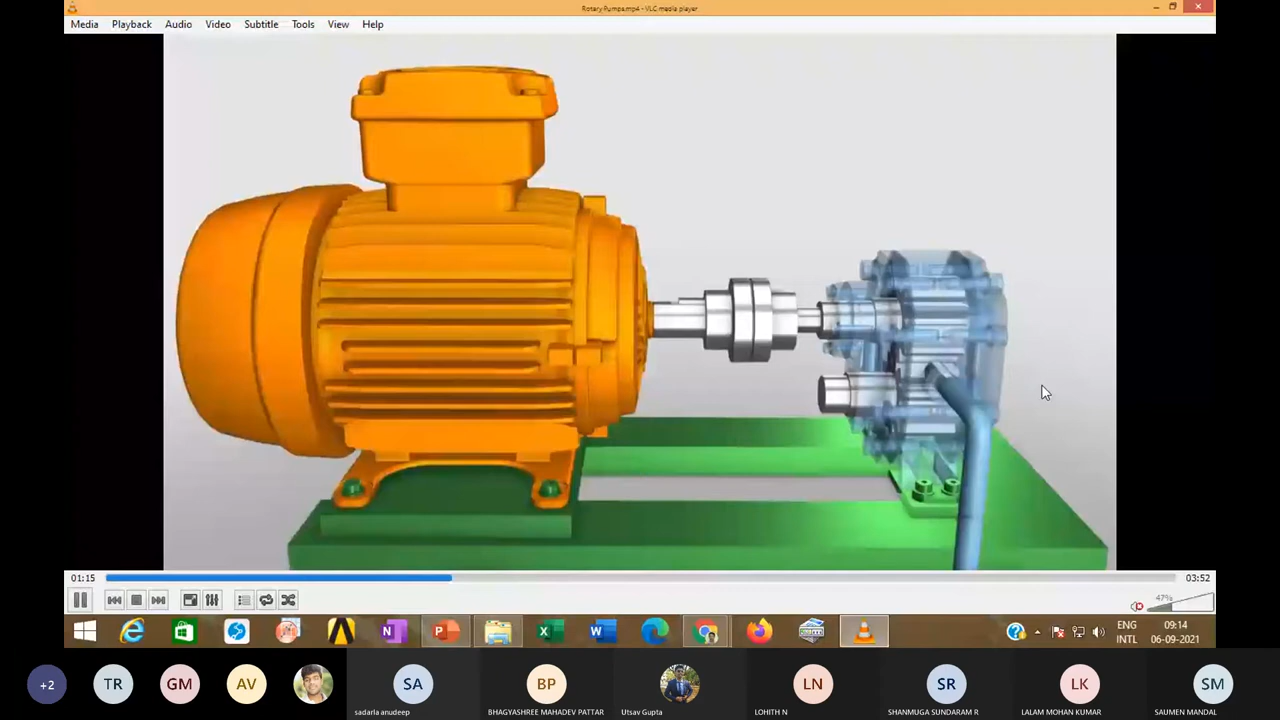 Rotary Pumps.mp4 - VLC media player
Media Playback Audio Video Subtitle Tools View Help
01:15
03:52
47%
N P X W
ENG
INTL
09:14
06-09-2021
+2 TR GM AV SA BP LN SR LK SM
sadarla anudeep
BHAGYASHREE MAHADEV PATTAR
Utsav Gupta
LOHITH N
SHANMUGA SUNDARAM R
LALAM MOHAN KUMAR
SAUMEN MANDAL